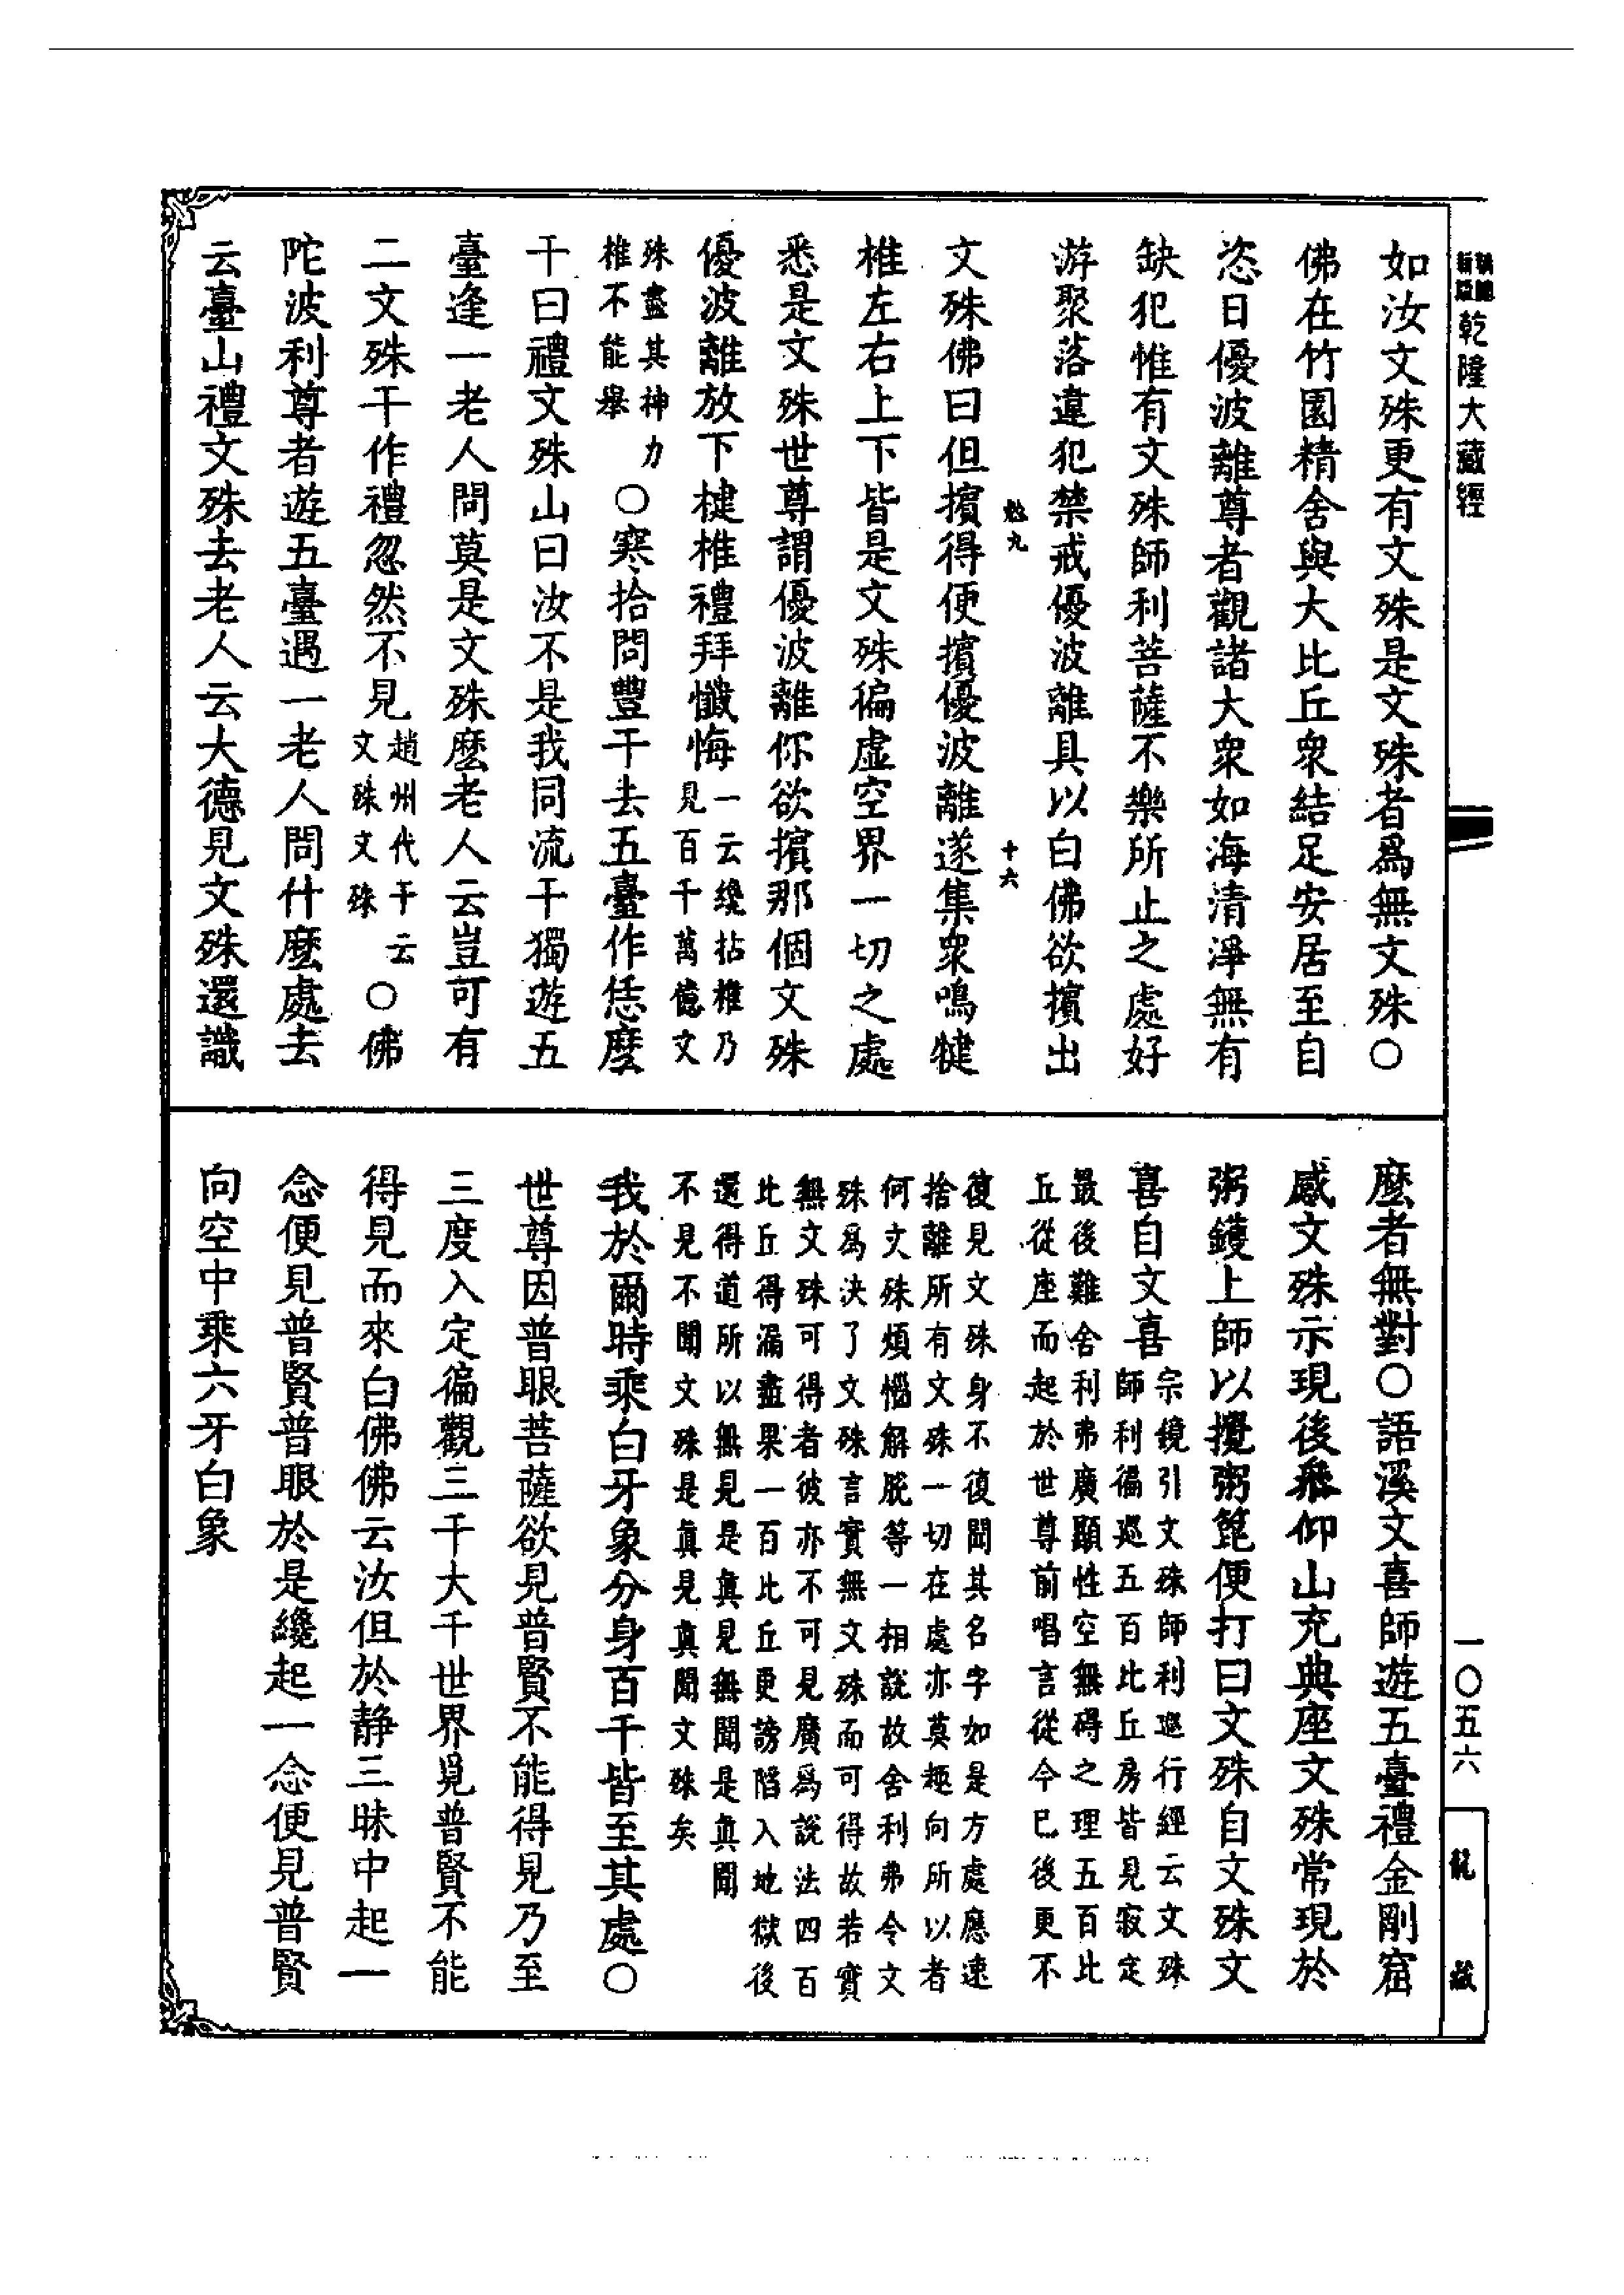 乾隆大藏經
如汝文殊更有文殊是文殊者為無文殊○
佛在竹園精舍與大比丘衆結足安居至自
恣日優波離尊者觀諸大衆如海清淨無有
缺犯惟有文殊師利菩薩不樂所止之處好
游聚落違犯禁戒優波離具以白佛欲擯出
十六
文殊佛曰但擯得便擯優波離遂集衆鳴犍
椎左右上下皆是文殊徧虛空界一切之處
悉是文殊世尊謂優波離你欲擯那個文殊
優波離放下犍椎禮拜懺悔一云纔拈椎乃
見百千萬億文
殊盡其神力
椎不能舉
○寒拾問豐干去五臺作恁麼
干曰禮文殊山曰汝不是我同流干獨遊五
臺逢一老人問莫是文殊麼老人云豈可有
二文殊干作禮忽然不見趙州代干云
文殊文殊
○佛
陀波利尊者遊五臺遇一老人問什麼處去
云臺山禮文殊去老人云大德見文殊還識
麼者無對○語溪文喜師遊五臺禮金剛窟
感文殊示現後叅仰山充典座文殊常現於
粥鑊上師以攪粥篦便打曰文殊自文殊文
喜自文喜宗鏡引文殊師利巡行經云文殊
師利徧巡五百比丘房皆見寂定
最後難舍利弗廣顯性空無碍之理五百比
丘從座而起於世尊前唱言從今已後更不
復見文殊身不復聞其名字如是方處應速
捨離所有文殊一切在處亦莫趣向所以者
何文殊煩惱解脫等一相說故舍利弗令文
殊為決了文殊言實無文殊而可得故若實
無文殊可得者彼亦不可見廣為說法四百
比丘得漏盡果一百比丘更謗陷入地獄後
還得道所以無見是真見無聞是真聞
不見不聞文殊是真見真聞文殊矣
我於爾時乘白牙象分身百千皆至其處○
世尊因普眼菩薩欲見普賢不能得見乃至
三度入定徧觀三千大千世界覓普賢不能
得見而來白佛佛云汝但於靜三昧中起一
念便見普賢普眼於是纔起一念便見普賢
向空中乘六牙白象
一〇五六
龍藏